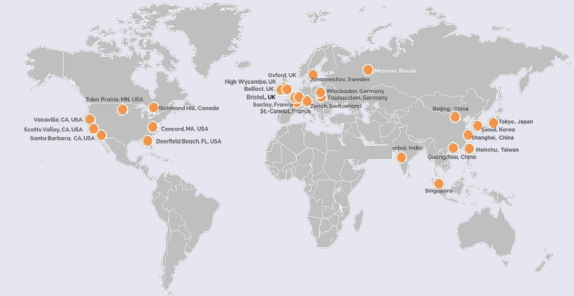 Oxford, UK
High Wycombe, UK
Belfast, UK
Bristol, UK
Saclay, France
St.-Cannat, France
Zurich, Switzerland
Johanneshov, Sweden
Wiesbaden, Germany
Taunusstein, Germany
Moscow, Russia
Eden Prairie, MN, USA
Richmond Hill, Canada
Vacaville, CA, USA
Scotts Valley, CA, USA
Santa Barbara, CA, USA
Concord, MA, USA
Deerfield Beach, FL, USA
Beijing, China
Tokyo, Japan
Seoul, Korea
Shanghai, China
mbai, India
Guangzhou, China
Hsinchu, Taiwan
Singapore